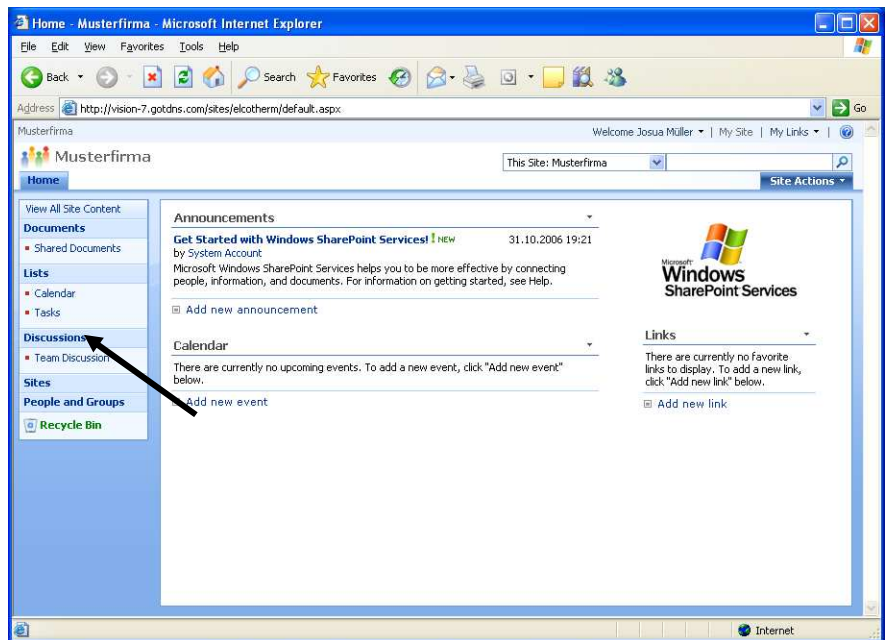 Home - Musterfirma - Microsoft Internet Explorer
File Edit View Favorites Tools Help
Back Search Favorites
Address http://vision-7.gotdns.com/sites/elcotherm/default.aspx Go
Musterfirma Welcome Josua Müller | My Site | My Links |
Musterfirma This Site: Musterfirma
Home Site Actions
View All Site Content
Documents
Shared Documents
Lists
Calendar
Tasks
Discussions
Team Discussion
Sites
People and Groups
Recycle Bin
Announcements
Get Started with Windows SharePoint Services! ! NEW 31.10.2006 19:21
by System Account
Microsoft Windows SharePoint Services helps you to be more effective by connecting
people, information, and documents. For information on getting started, see Help.
Add new announcement
Calendar
There are currently no upcoming events. To add a new event, click "Add new event"
below.
Add new event
Microsoft
Windows
SharePoint Services
Links
There are currently no favorite
links to display. To add a new link,
click "Add new link" below.
Add new link
Internet